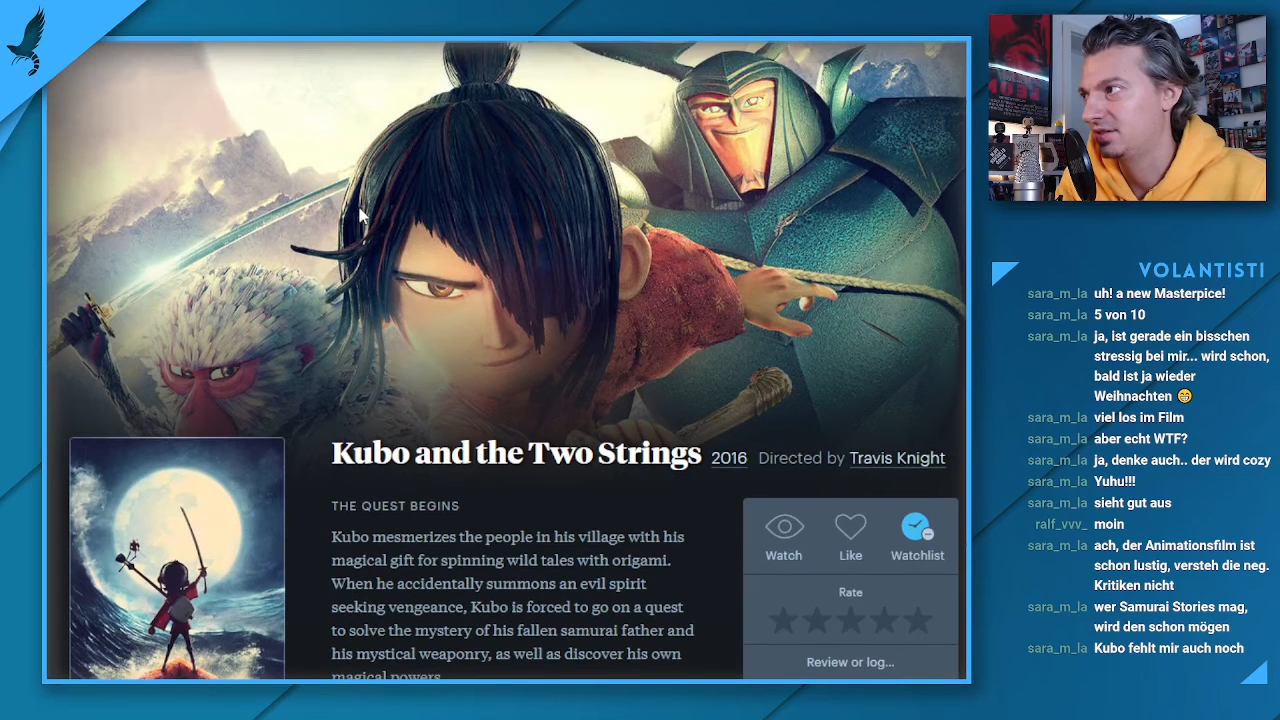 Kubo and the Two Strings 2016 Directed by Travis Knight
THE QUEST BEGINS
Kubo mesmerizes the people in his village with his
magical gift for spinning wild tales with origami.
When he accidentally summons an evil spirit
seeking vengeance, Kubo is forced to go on a quest
to solve the mystery of his fallen samurai father and
his mystical weaponry, as well as discover his own
magical powers.
Watch Like Watchlist
Rate
Review or log...
VOLANTISTI
sara_m_la uh! a new Masterpice!
sara_m_la 5 von 10
sara_m_la ja, ist gerade ein bisschen
stressig bei mir... wird schon,
bald ist ja wieder
Weihnachten 😁
sara_m_la viel los im Film
sara_m_la aber echt WTF?
sara_m_la ja, denke auch.. der wird cozy
sara_m_la Yuhu!!!
sara_m_la sieht gut aus
ralf_vvv_ moin
sara_m_la ach, der Animationsfilm ist
schon lustig, versteh die neg.
Kritiken nicht
sara_m_la wer Samurai Stories mag,
wird den schon mögen
sara_m_la Kubo fehlt mir auch noch